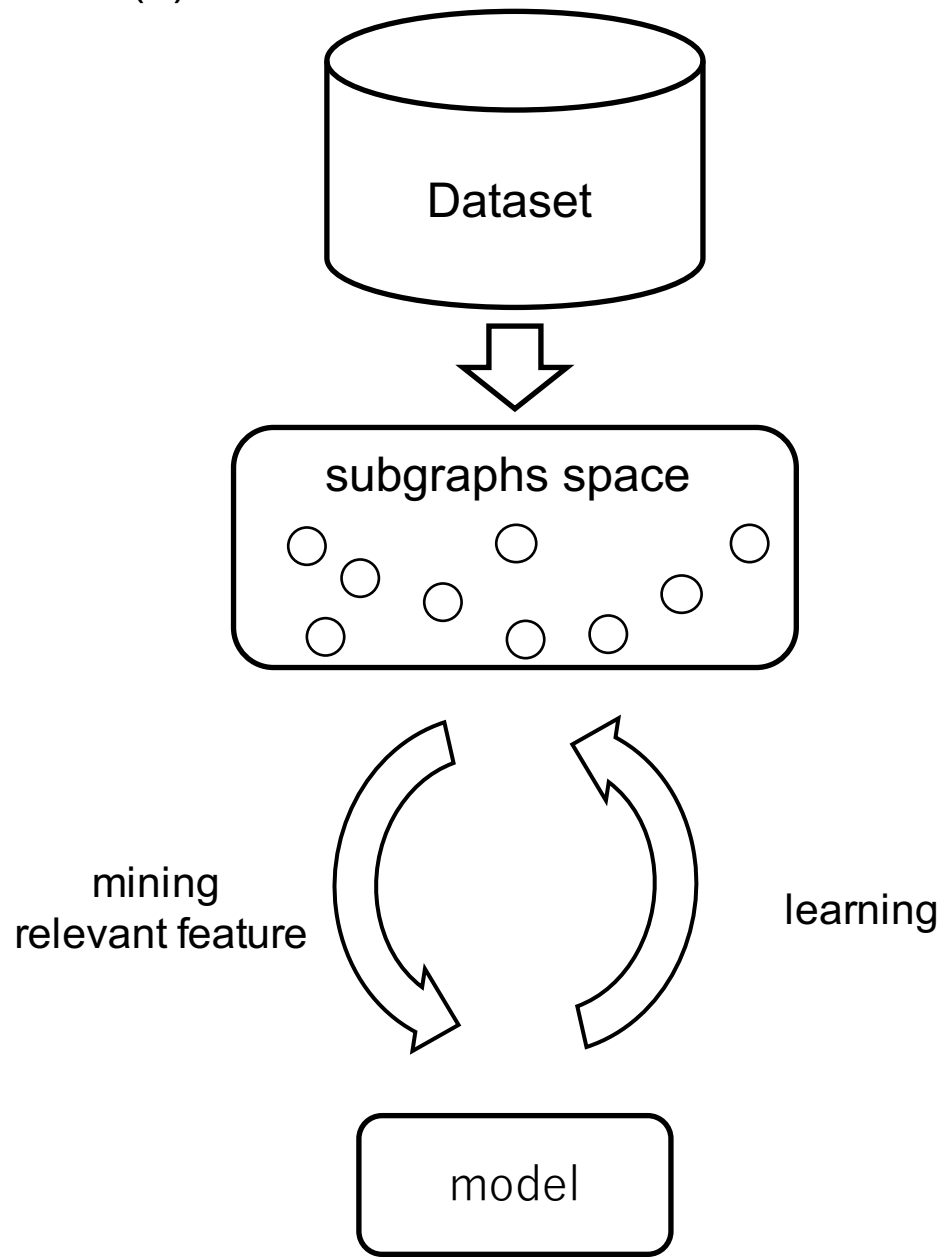 Dataset
subgraphs space
mining
relevant feature
learning
model